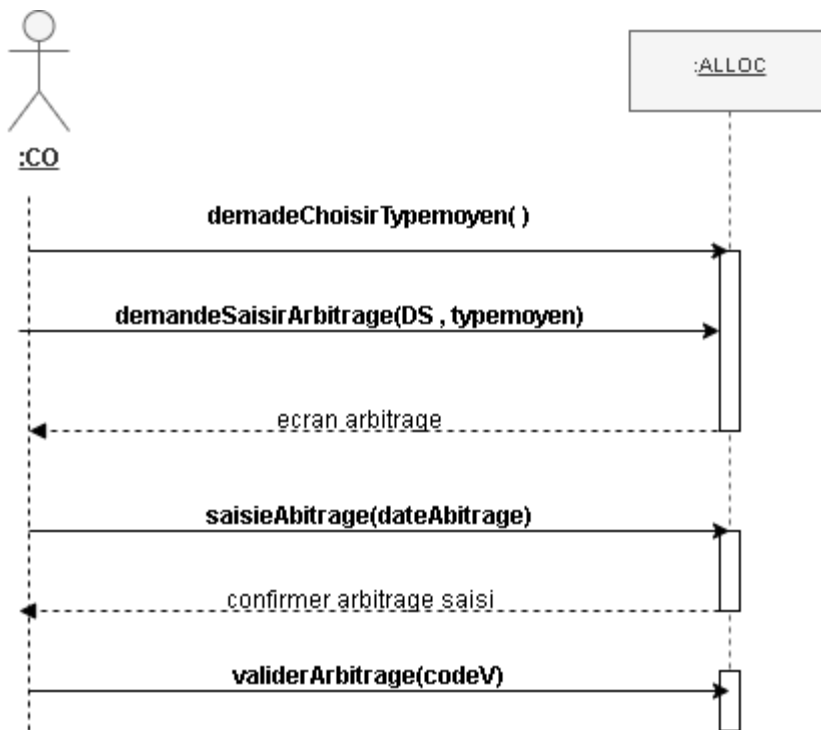 :ALLOC
:CO
demadeChoisirTypemoyen( )
demandeSaisirArbitrage(DS , typemoyen)
ecran arbitrage
saisieAbitrage(dateAbitrage)
confirmer arbitrage saisi
validerArbitrage(codeV)